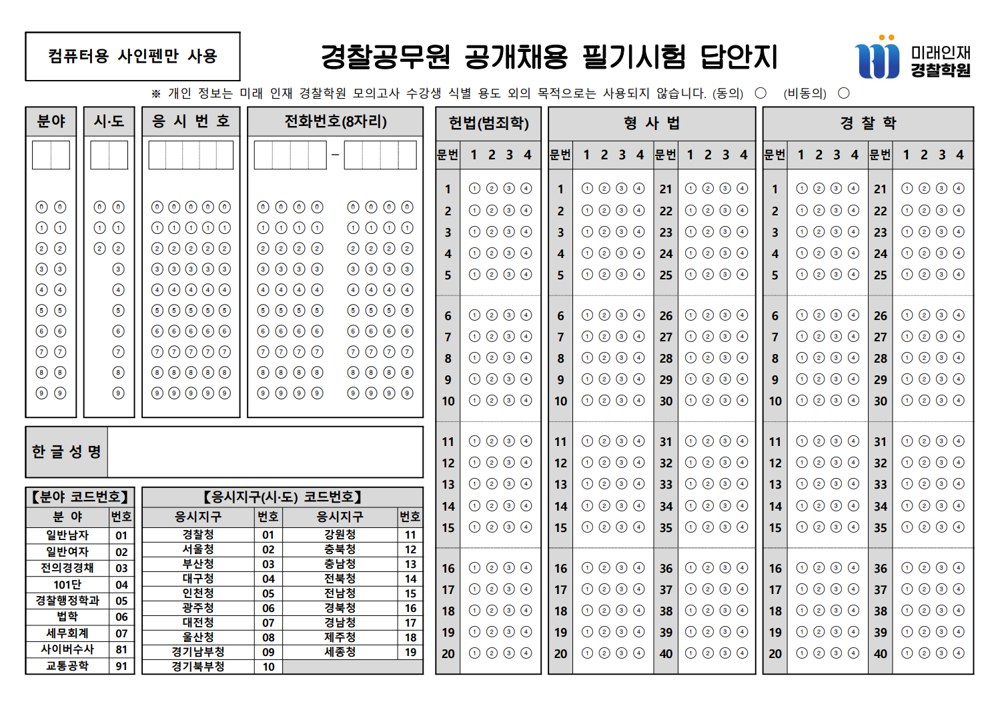 컴퓨터용 사인펜만 사용
경찰공무원 공개채용 필기시험 답안지
미래인재
경찰학원
※ 개인 정보는 미래 인재 경찰학원 모의고사 수강생 식별 용도 외의 목적으로는 사용되지 않습니다. (동의) ○ (비동의) ○
분야
0 0
1 1
2 2
3 3
4 4
5 5
6 6
7 7
8 8
9 9
시·도
0 0
1 1
2 2
3
4
5
6
7
8
9
응 시 번 호
0 0 0 0 0
1 1 1 1 1
2 2 2 2 2
3 3 3 3 3
4 4 4 4 4
5 5 5 5 5
6 6 6 6 6
7 7 7 7 7
8 8 8 8 8
9 9 9 9 9
전화번호(8자리)
–
0 0 0 0 0 0 0 0
1 1 1 1 1 1 1 1
2 2 2 2 2 2 2 2
3 3 3 3 3 3 3 3
4 4 4 4 4 4 4 4
5 5 5 5 5 5 5 5
6 6 6 6 6 6 6 6
7 7 7 7 7 7 7 7
8 8 8 8 8 8 8 8
9 9 9 9 9 9 9 9
한글성명
【분야 코드번호】
분 야 번호
일반남자 01
일반여자 02
전의경경채 03
101단 04
경찰행정학과 05
법학 06
세무회계 07
사이버수사 81
교통공학 91
【응시지구(시·도) 코드번호】
응시지구 번호 응시지구 번호
경찰청 01 강원청 11
서울청 02 충북청 12
부산청 03 충남청 13
대구청 04 전북청 14
인천청 05 전남청 15
광주청 06 경북청 16
대전청 07 경남청 17
울산청 08 제주청 18
경기남부청 09 세종청 19
경기북부청 10
헌법(범죄학)
문번 1 2 3 4
1 ① ② ③ ④
2 ① ② ③ ④
3 ① ② ③ ④
4 ① ② ③ ④
5 ① ② ③ ④
6 ① ② ③ ④
7 ① ② ③ ④
8 ① ② ③ ④
9 ① ② ③ ④
10 ① ② ③ ④
11 ① ② ③ ④
12 ① ② ③ ④
13 ① ② ③ ④
14 ① ② ③ ④
15 ① ② ③ ④
16 ① ② ③ ④
17 ① ② ③ ④
18 ① ② ③ ④
19 ① ② ③ ④
20 ① ② ③ ④
형 사 법
문번 1 2 3 4 문번 1 2 3 4
1 ① ② ③ ④ 21 ① ② ③ ④
2 ① ② ③ ④ 22 ① ② ③ ④
3 ① ② ③ ④ 23 ① ② ③ ④
4 ① ② ③ ④ 24 ① ② ③ ④
5 ① ② ③ ④ 25 ① ② ③ ④
6 ① ② ③ ④ 26 ① ② ③ ④
7 ① ② ③ ④ 27 ① ② ③ ④
8 ① ② ③ ④ 28 ① ② ③ ④
9 ① ② ③ ④ 29 ① ② ③ ④
10 ① ② ③ ④ 30 ① ② ③ ④
11 ① ② ③ ④ 31 ① ② ③ ④
12 ① ② ③ ④ 32 ① ② ③ ④
13 ① ② ③ ④ 33 ① ② ③ ④
14 ① ② ③ ④ 34 ① ② ③ ④
15 ① ② ③ ④ 35 ① ② ③ ④
16 ① ② ③ ④ 36 ① ② ③ ④
17 ① ② ③ ④ 37 ① ② ③ ④
18 ① ② ③ ④ 38 ① ② ③ ④
19 ① ② ③ ④ 39 ① ② ③ ④
20 ① ② ③ ④ 40 ① ② ③ ④
경 찰 학
문번 1 2 3 4 문번 1 2 3 4
1 ① ② ③ ④ 21 ① ② ③ ④
2 ① ② ③ ④ 22 ① ② ③ ④
3 ① ② ③ ④ 23 ① ② ③ ④
4 ① ② ③ ④ 24 ① ② ③ ④
5 ① ② ③ ④ 25 ① ② ③ ④
6 ① ② ③ ④ 26 ① ② ③ ④
7 ① ② ③ ④ 27 ① ② ③ ④
8 ① ② ③ ④ 28 ① ② ③ ④
9 ① ② ③ ④ 29 ① ② ③ ④
10 ① ② ③ ④ 30 ① ② ③ ④
11 ① ② ③ ④ 31 ① ② ③ ④
12 ① ② ③ ④ 32 ① ② ③ ④
13 ① ② ③ ④ 33 ① ② ③ ④
14 ① ② ③ ④ 34 ① ② ③ ④
15 ① ② ③ ④ 35 ① ② ③ ④
16 ① ② ③ ④ 36 ① ② ③ ④
17 ① ② ③ ④ 37 ① ② ③ ④
18 ① ② ③ ④ 38 ① ② ③ ④
19 ① ② ③ ④ 39 ① ② ③ ④
20 ① ② ③ ④ 40 ① ② ③ ④